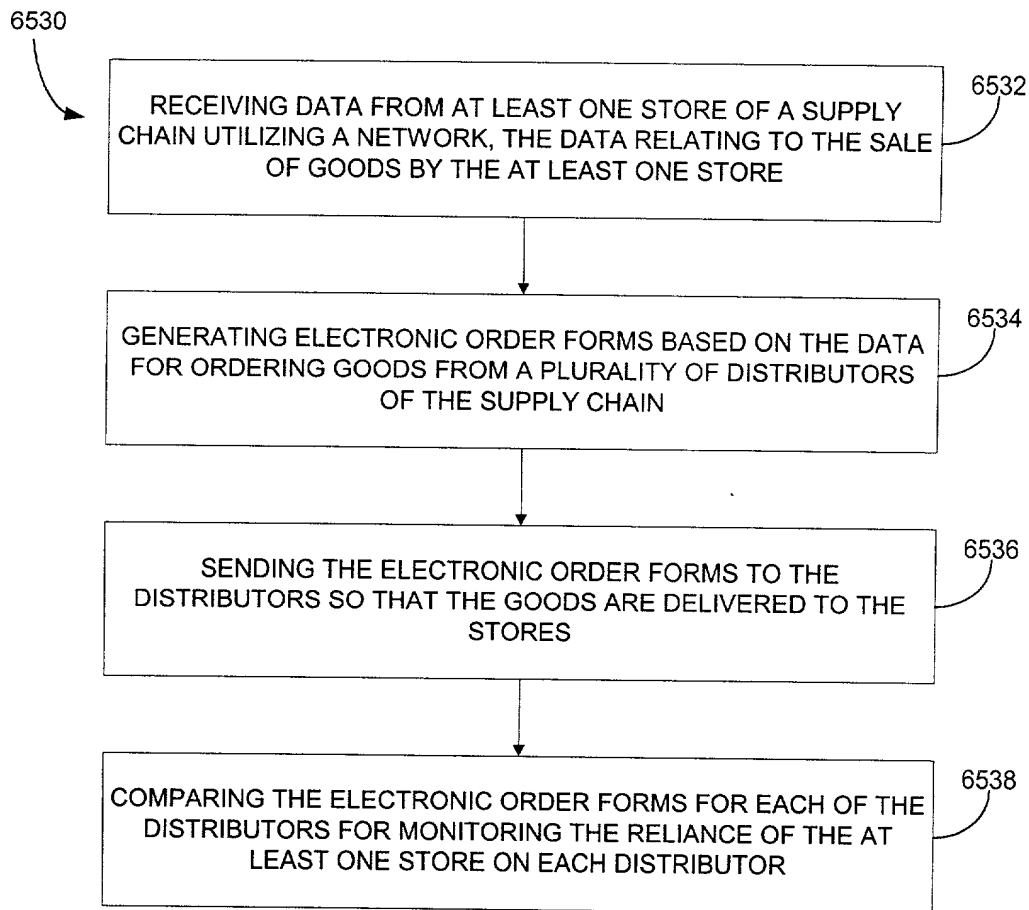 6530
6532
RECEIVING DATA FROM AT LEAST ONE STORE OF A SUPPLY
CHAIN UTILIZING A NETWORK, THE DATA RELATING TO THE SALE
OF GOODS BY THE AT LEAST ONE STORE
6534
GENERATING ELECTRONIC ORDER FORMS BASED ON THE DATA
FOR ORDERING GOODS FROM A PLURALITY OF DISTRIBUTORS
OF THE SUPPLY CHAIN
6536
SENDING THE ELECTRONIC ORDER FORMS TO THE
DISTRIBUTORS SO THAT THE GOODS ARE DELIVERED TO THE
STORES
6538
COMPARING THE ELECTRONIC ORDER FORMS FOR EACH OF THE
DISTRIBUTORS FOR MONITORING THE RELIANCE OF THE AT
LEAST ONE STORE ON EACH DISTRIBUTOR